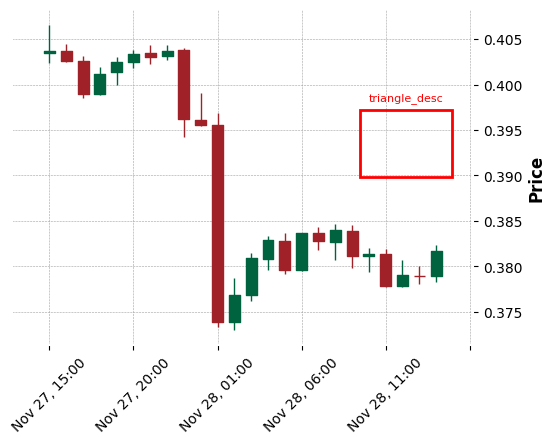 0.405
0.400
triangle_desc
0.395
0.390
0.385
0.380
0.375
Price
Nov 27, 15:00
Nov 27, 20:00
Nov 28, 01:00
Nov 28, 06:00
Nov 28, 11:00